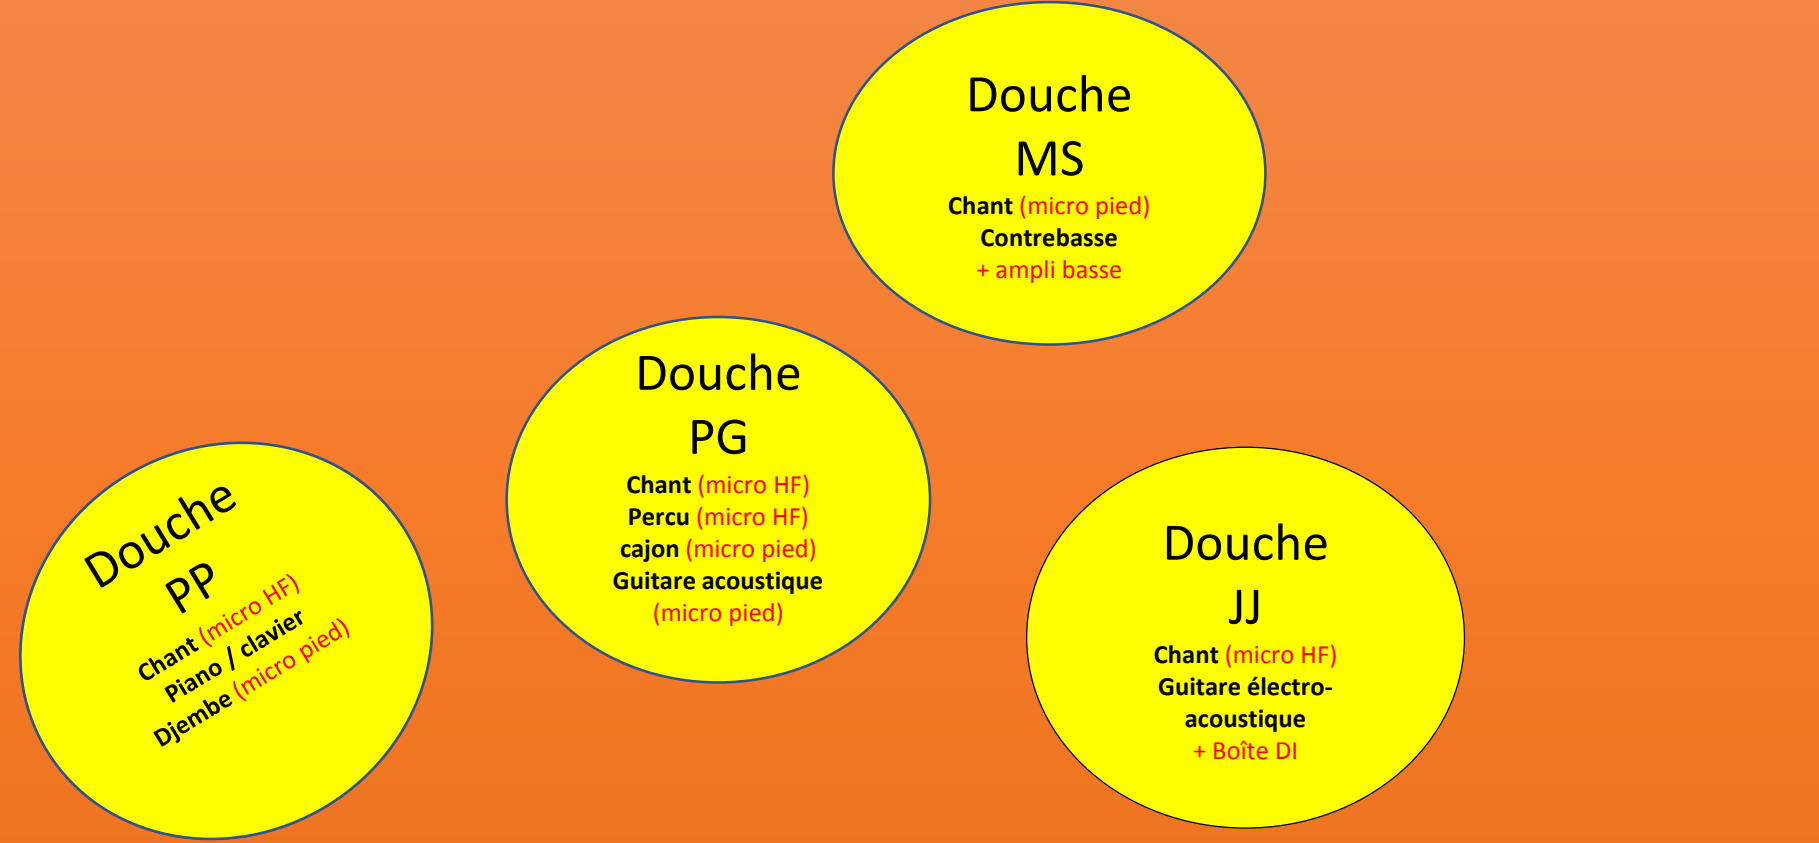 Douche
MS
Chant (micro pied)
Contrebasse
+ ampli basse
Douche
PG
Chant (micro HF)
Percu (micro HF)
cajon (micro pied)
Guitare acoustique
(micro pied)
Douche
PP
Chant (micro HF)
Piano / clavier
Djembe (micro pied)
Douche
JJ
Chant (micro HF)
Guitare électro-
acoustique
+ Boîte DI